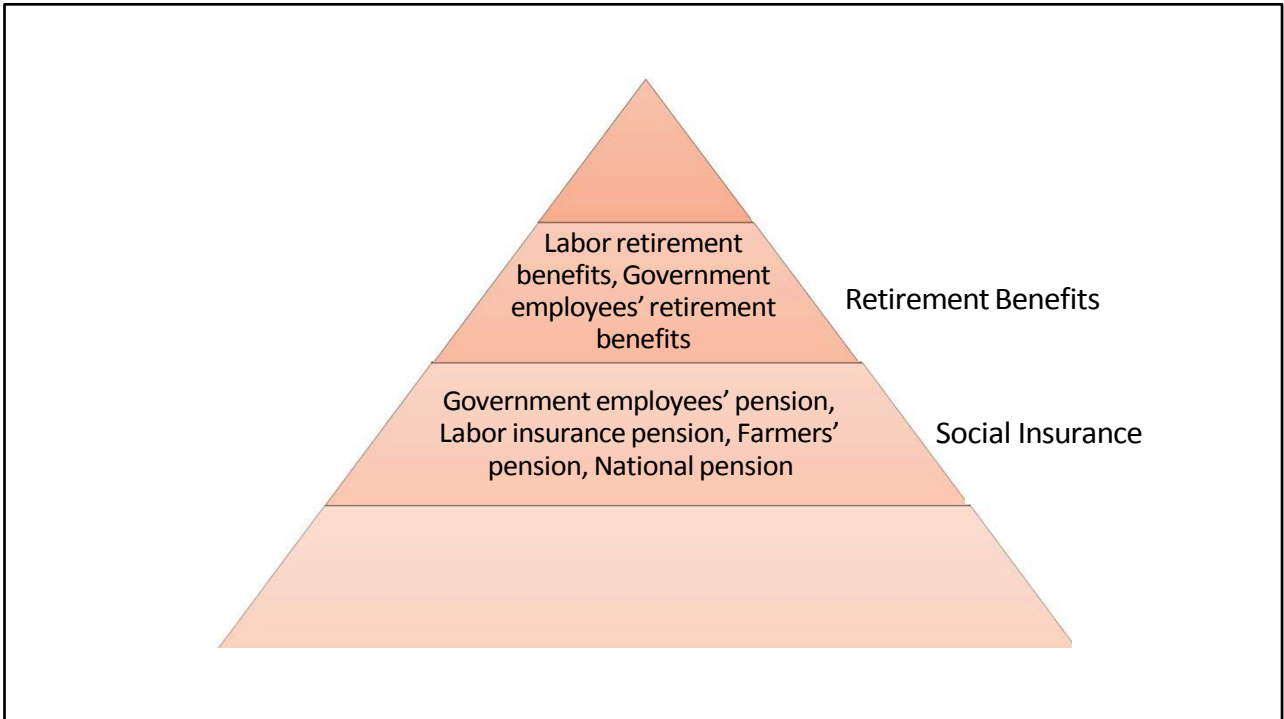 Labor retirement
benefits, Government
employees’ retirement
benefits
Retirement Benefits
Government employees’ pension,
Labor insurance pension, Farmers’
pension, National pension
Social Insurance